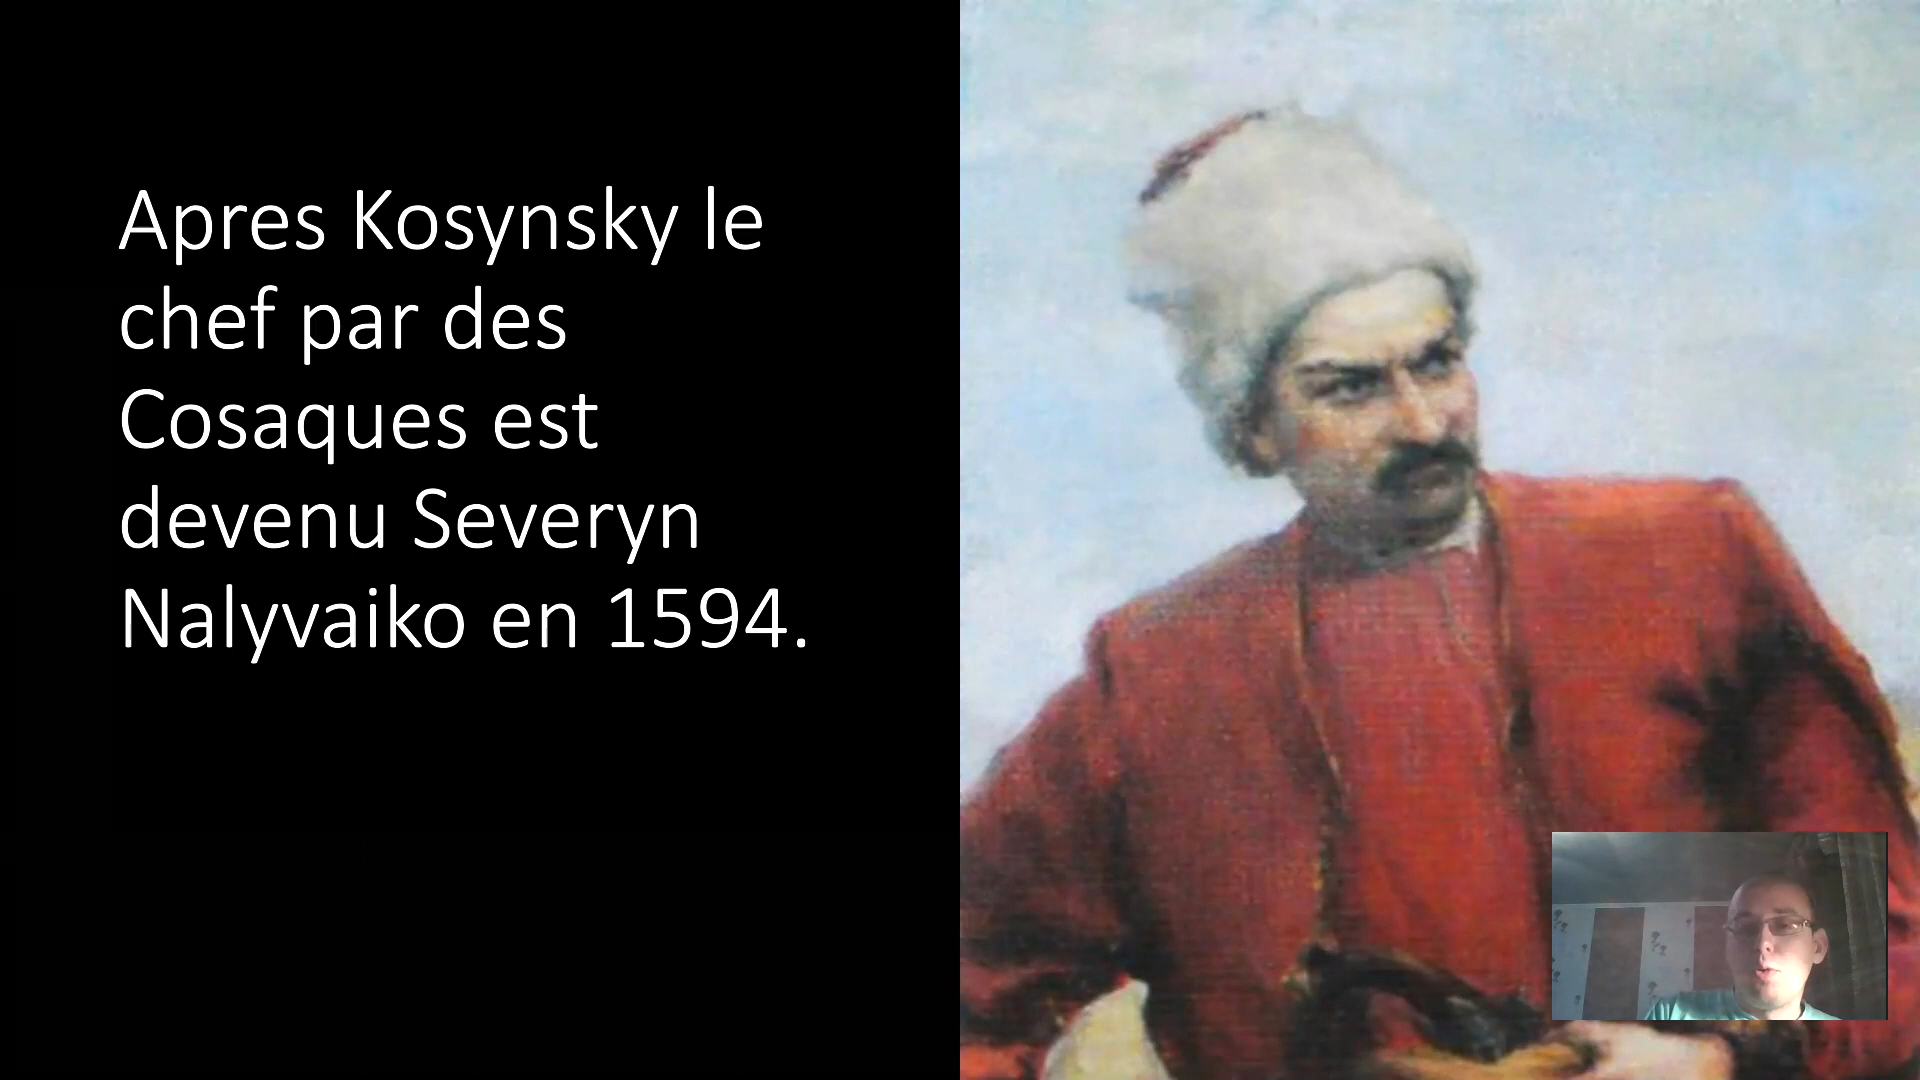 Apres Kosynsky le
chef par des
Cosaques est
devenu Severyn
Nalyvaiko en 1594.